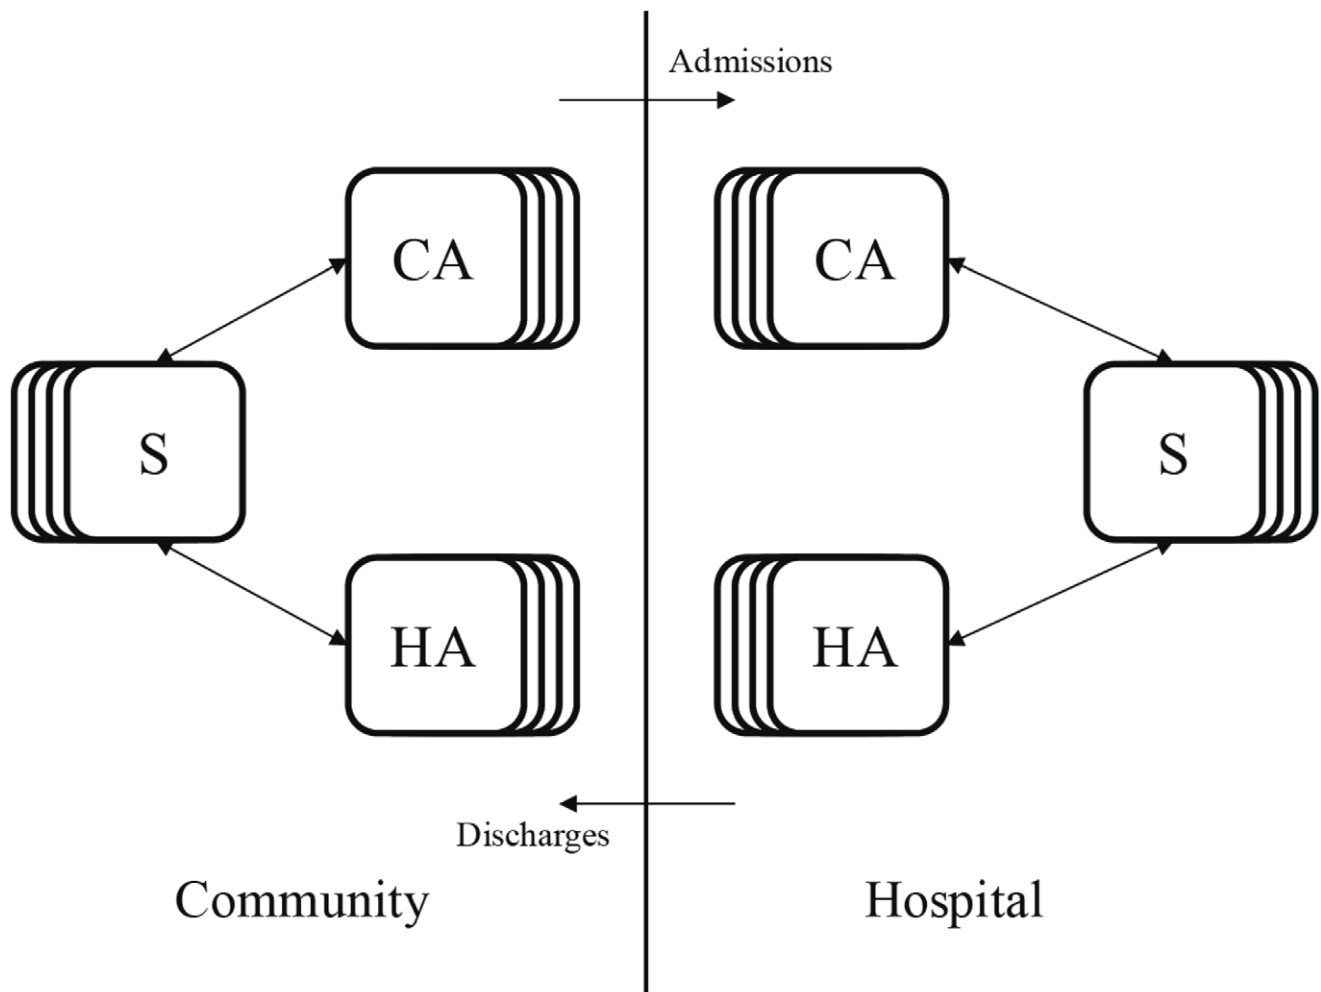 Admissions
CA
CA
S
S
HA
HA
Discharges
Community
Hospital